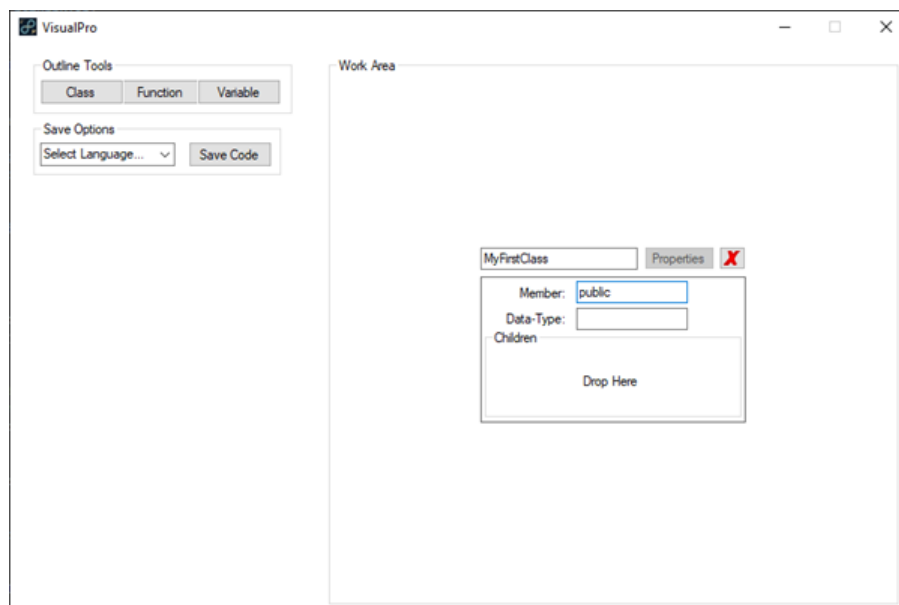 VisualPro
Outline Tools
Class Function Variable
Save Options
Select Language... Save Code
Work Area
MyFirstClass Properties X
Member: public
Data-Type:
Children
Drop Here